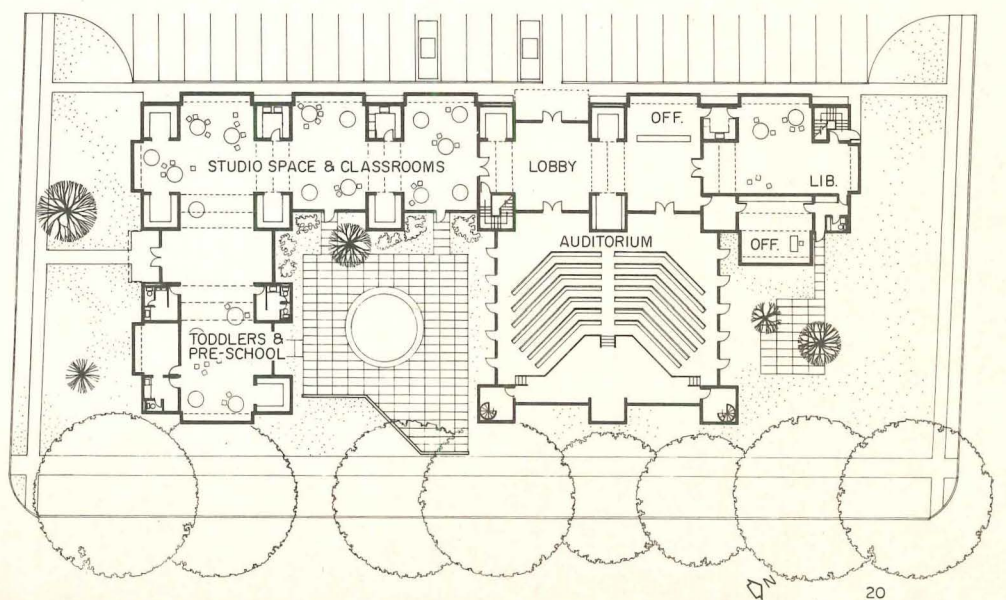 OFF.
STUDIO SPACE & CLASSROOMS
LOBBY
LIB.
AUDITORIUM
OFF.
TODDLERS &
PRE-SCHOOL
N
20